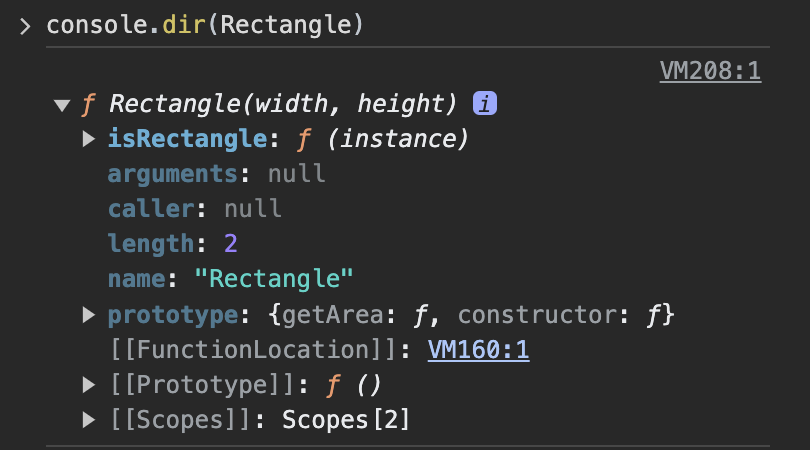 > console.dir(Rectangle)
VM208:1
▼ ƒ Rectangle(width, height) i
▶ isRectangle: ƒ (instance)
arguments: null
caller: null
length: 2
name: "Rectangle"
▶ prototype: {getArea: ƒ, constructor: ƒ}
[[FunctionLocation]]: VM160:1
▶ [[Prototype]]: ƒ ()
▶ [[Scopes]]: Scopes[2]